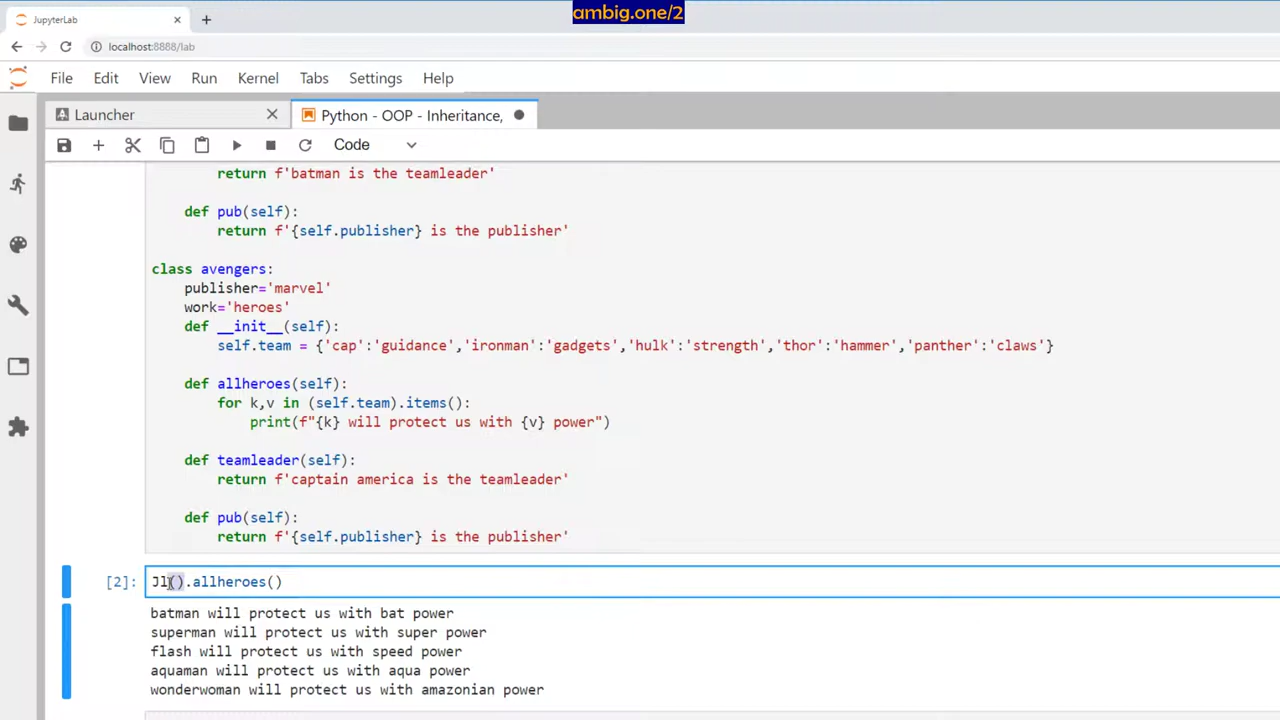 ambig.one/2
JupyterLab
localhost:8888/lab
File Edit View Run Kernel Tabs Settings Help
Launcher
Python - OOP - Inheritance,
Code
return f'batman is the teamleader'
def pub(self):
return f'{self.publisher} is the publisher'
class avengers:
publisher='marvel'
work='heroes'
def __init__(self):
self.team = {'cap':'guidance','ironman':'gadgets','hulk':'strength','thor':'hammer','panther':'claws'}
def allheroes(self):
for k,v in (self.team).items():
print(f"{k} will protect us with {v} power")
def teamleader(self):
return f'captain america is the teamleader'
def pub(self):
return f'{self.publisher} is the publisher'
[2]: Jl().allheroes()
batman will protect us with bat power
superman will protect us with super power
flash will protect us with speed power
aquaman will protect us with aqua power
wonderwoman will protect us with amazonian power